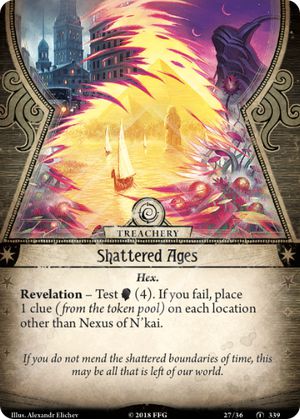 TREACHERY
Shattered Ages
Hex.
Revelation – Test (4). If you fail, place
1 clue (from the token pool) on each location
other than Nexus of N'kai.
If you do not mend the shattered boundaries of time, this
may be all that is left of our world.
Illus. Alexandr Elichev © 2018 FFG 27/36 339